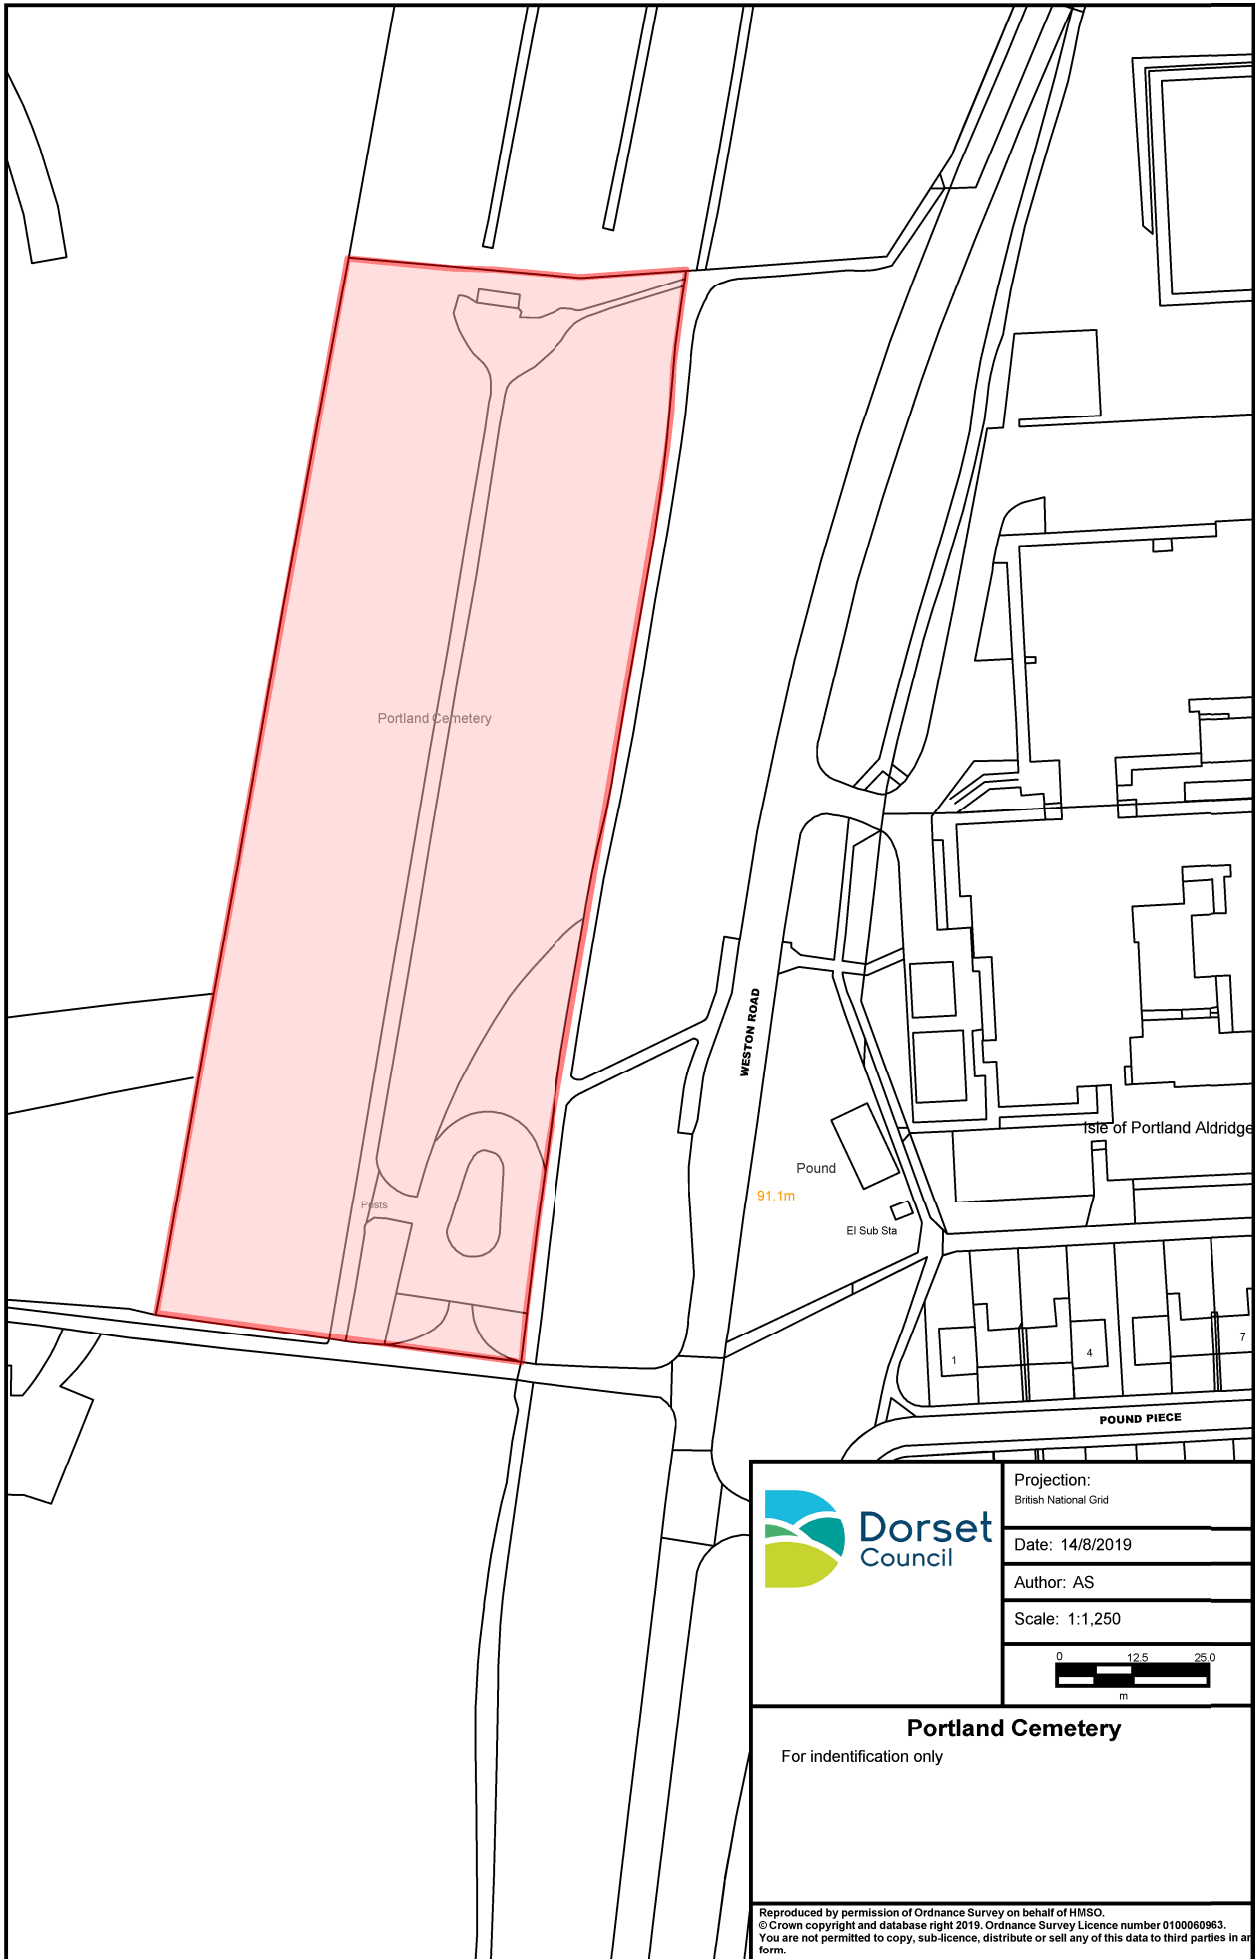 Portland Cemetery
WESTON ROAD
Isle of Portland Aldridge
Pound
91.1m
Posts
El Sub Sta
1
4
7
POUND PIECE
Dorset
Council
Projection:
British National Grid
Date: 14/8/2019
Author: AS
Scale: 1:1,250
0 12.5 25.0
m
Portland Cemetery
For indentification only
Reproduced by permission of Ordnance Survey on behalf of HMSO.
© Crown copyright and database right 2019. Ordnance Survey Licence number 0100060963.
You are not permitted to copy, sub-licence, distribute or sell any of this data to third parties in an
form.